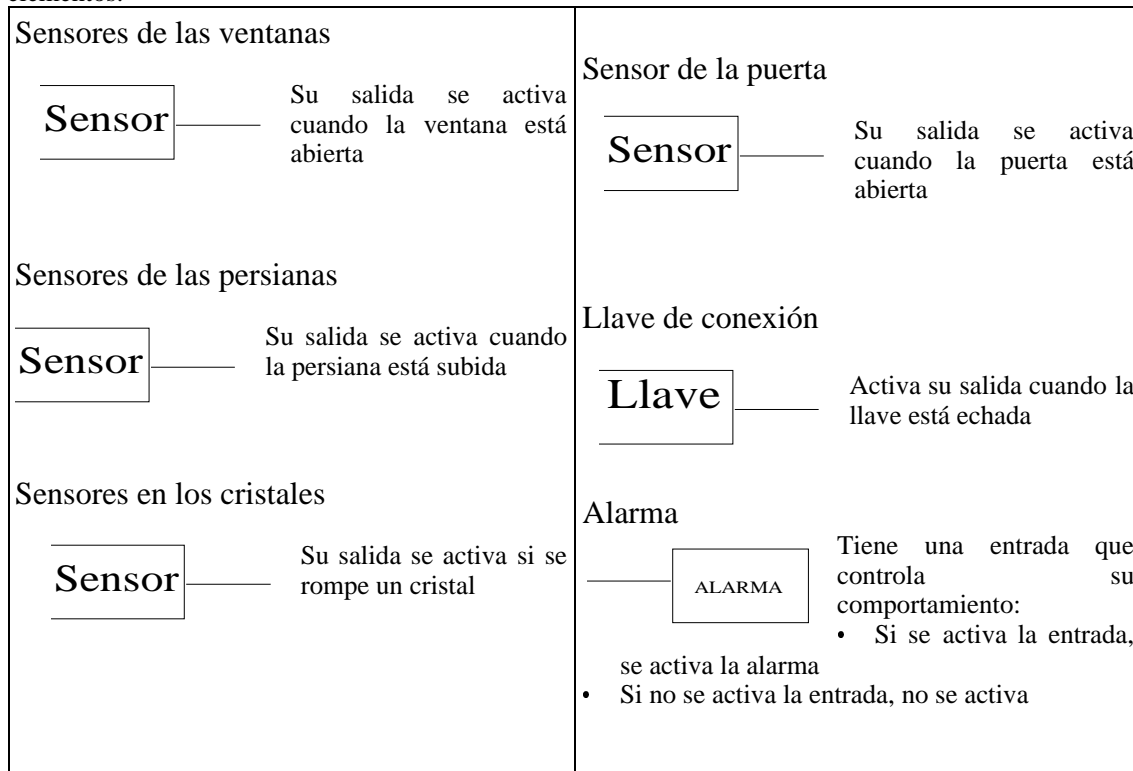 elementos:
Sensores de las ventanas
Sensor
Su salida se activa
cuando la ventana está
abierta
Sensores de las persianas
Sensor
Su salida se activa cuando
la persiana está subida
Sensores en los cristales
Sensor
Su salida se activa si se
rompe un cristal
Sensor de la puerta
Sensor
Su salida se activa
cuando la puerta está
abierta
Llave de conexión
Llave
Activa su salida cuando la
llave está echada
Alarma
ALARMA
Tiene una entrada que
controla su
comportamiento:
• Si se activa la entrada,
se activa la alarma
• Si no se activa la entrada, no se activa